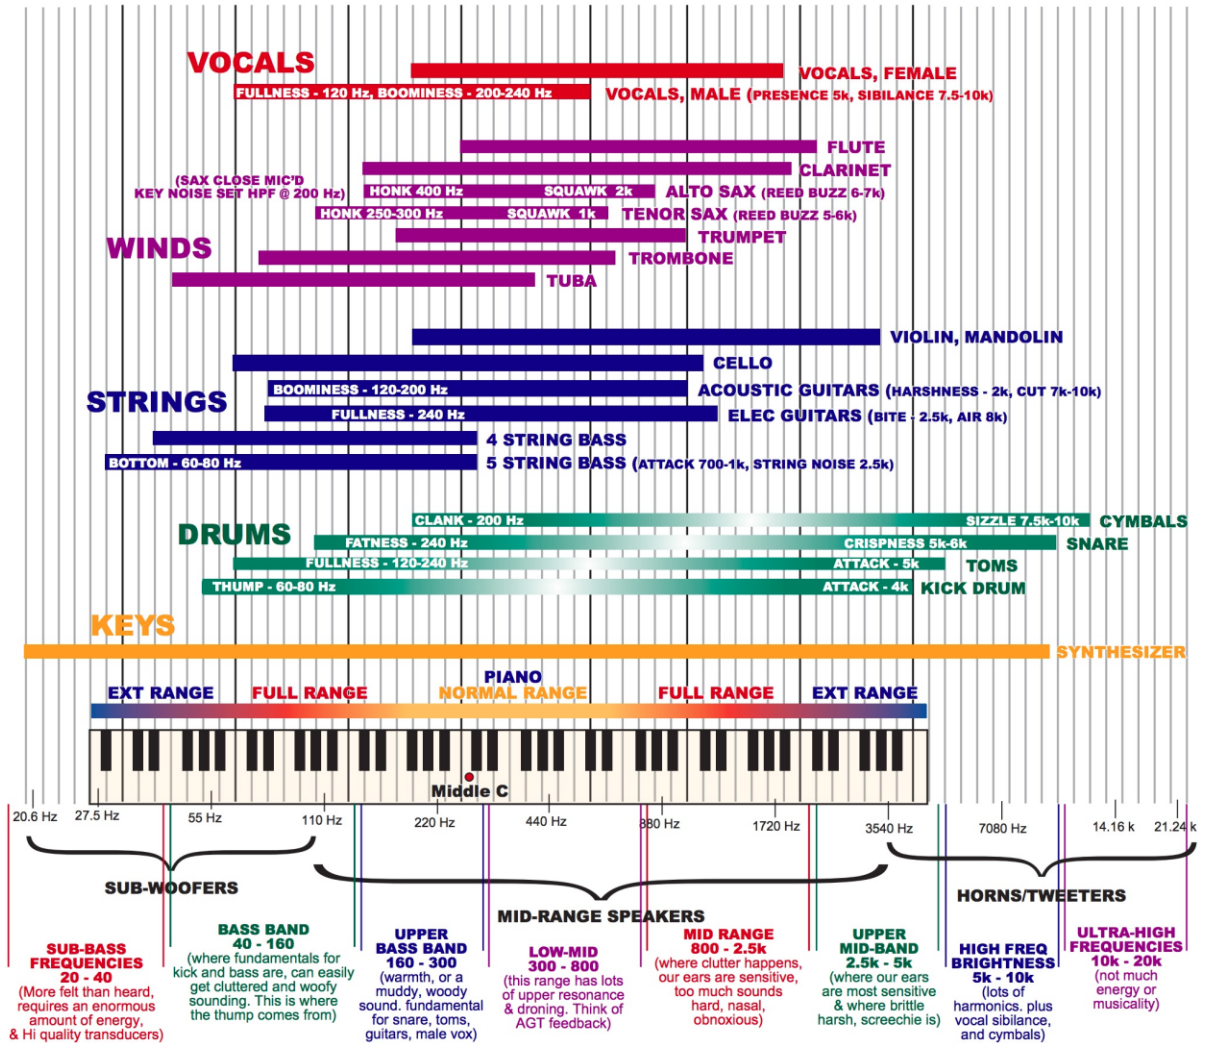 VOCALS
VOCALS, FEMALE
FULLNESS - 120 Hz, BOOMINESS - 200-240 Hz
VOCALS, MALE (PRESENCE 5k, SIBILANCE 7.5-10k)
FLUTE
CLARINET
(SAX CLOSE MIC'D
KEY NOISE SET HPF @ 200 Hz)
HONK 400 Hz
SQUAWK 2k
ALTO SAX (REED BUZZ 6-7k)
HONK 250-300 Hz
SQUAWK 1k
TENOR SAX (REED BUZZ 5-6k)
TRUMPET
WINDS
TROMBONE
TUBA
VIOLIN, MANDOLIN
CELLO
STRINGS
BOOMINESS - 120-200 Hz
ACOUSTIC GUITARS (HARSHNESS - 2k, CUT 7k-10k)
FULLNESS - 240 Hz
ELEC GUITARS (BITE - 2.5k, AIR 8k)
4 STRING BASS
BOTTOM - 60-80 Hz
5 STRING BASS (ATTACK 700-1k, STRING NOISE 2.5k)
DRUMS
CLANK - 200 Hz
SIZZLE 7.5k-10k
CYMBALS
FATNESS - 240 Hz
CRISPNESS 5k-6k
SNARE
FULLNESS - 120-240 Hz
ATTACK - 5k
TOMS
THUMP - 60-80 Hz
ATTACK - 4k
KICK DRUM
KEYS
SYNTHESIZER
PIANO
EXT RANGE
FULL RANGE
NORMAL RANGE
FULL RANGE
EXT RANGE
Middle C
20.6 Hz
27.5 Hz
55 Hz
110 Hz
220 Hz
440 Hz
880 Hz
1720 Hz
3540 Hz
7080 Hz
14.16 k
21.24 k
SUB-WOOFERS
MID-RANGE SPEAKERS
HORNS/TWEETERS
SUB-BASS
FREQUENCIES
20 - 40
(More felt than heard,
requires an enormous
amount of energy,
& Hi quality transducers)
BASS BAND
40 - 160
(where fundamentals for
kick and bass are, can easily
get cluttered and woofy
sounding. This is where
the thump comes from)
UPPER
BASS BAND
160 - 300
(warmth, or a
muddy, woody
sound. fundamental
for snare, toms,
guitars, male vox)
LOW-MID
300 - 800
(this range has lots
of upper resonance
& droning. Think of
AGT feedback)
MID RANGE
800 - 2.5k
(where clutter happens,
our ears are sensitive,
too much sounds
hard, nasal,
obnoxious)
UPPER
MID-BAND
2.5k - 5k
(where our ears
are most sensitive
& where brittle
harsh, screechie is)
HIGH FREQ
BRIGHTNESS
5k - 10k
(lots of
harmonics. plus
vocal sibilance,
and cymbals)
ULTRA-HIGH
FREQUENCIES
10k - 20k
(not much
energy or
musicality)